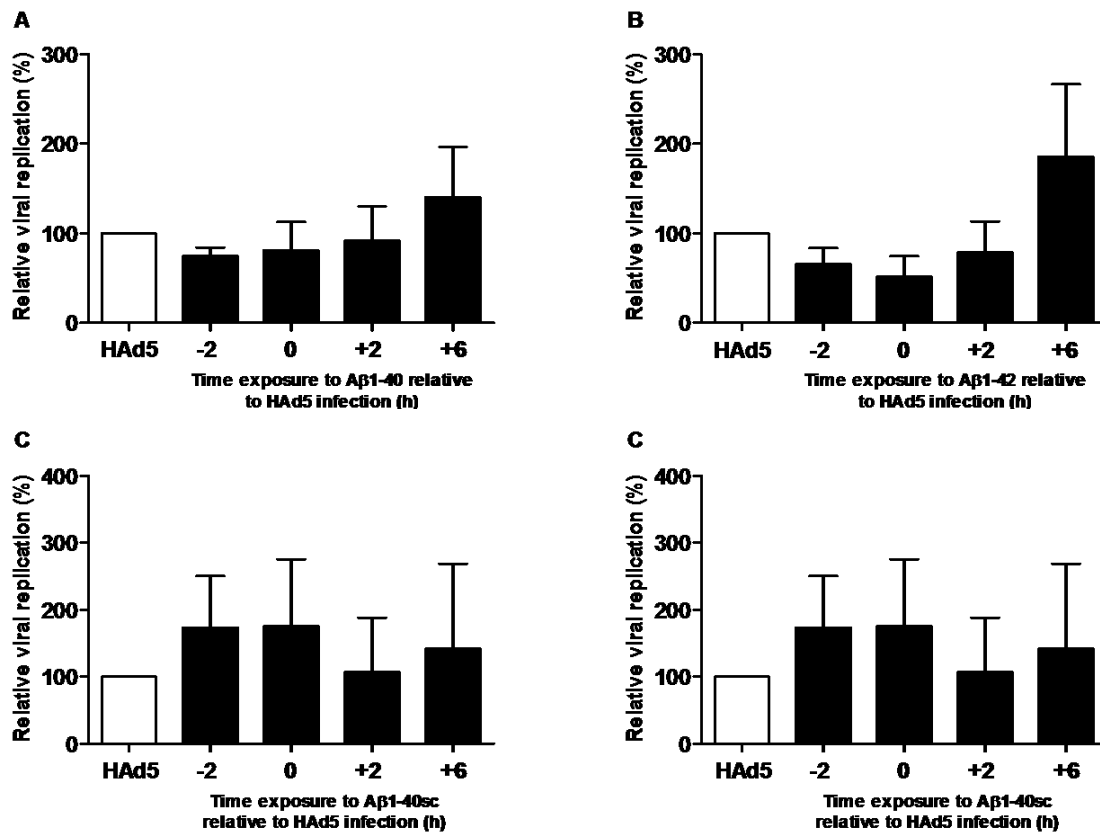 A
Relative viral replication (%)
300
200
100
0
HAd5 -2 0 +2 +6
Time exposure to Aβ1-40 relative
to HAd5 infection (h)
B
Relative viral replication (%)
300
200
100
0
HAd5 -2 0 +2 +6
Time exposure to Aβ1-42 relative
to HAd5 infection (h)
C
Relative viral replication (%)
400
300
200
100
0
HAd5 -2 0 +2 +6
Time exposure to Aβ1-40sc
relative to HAd5 infection (h)
C
Relative viral replication (%)
400
300
200
100
0
HAd5 -2 0 +2 +6
Time exposure to Aβ1-40sc
relative to HAd5 infection (h)